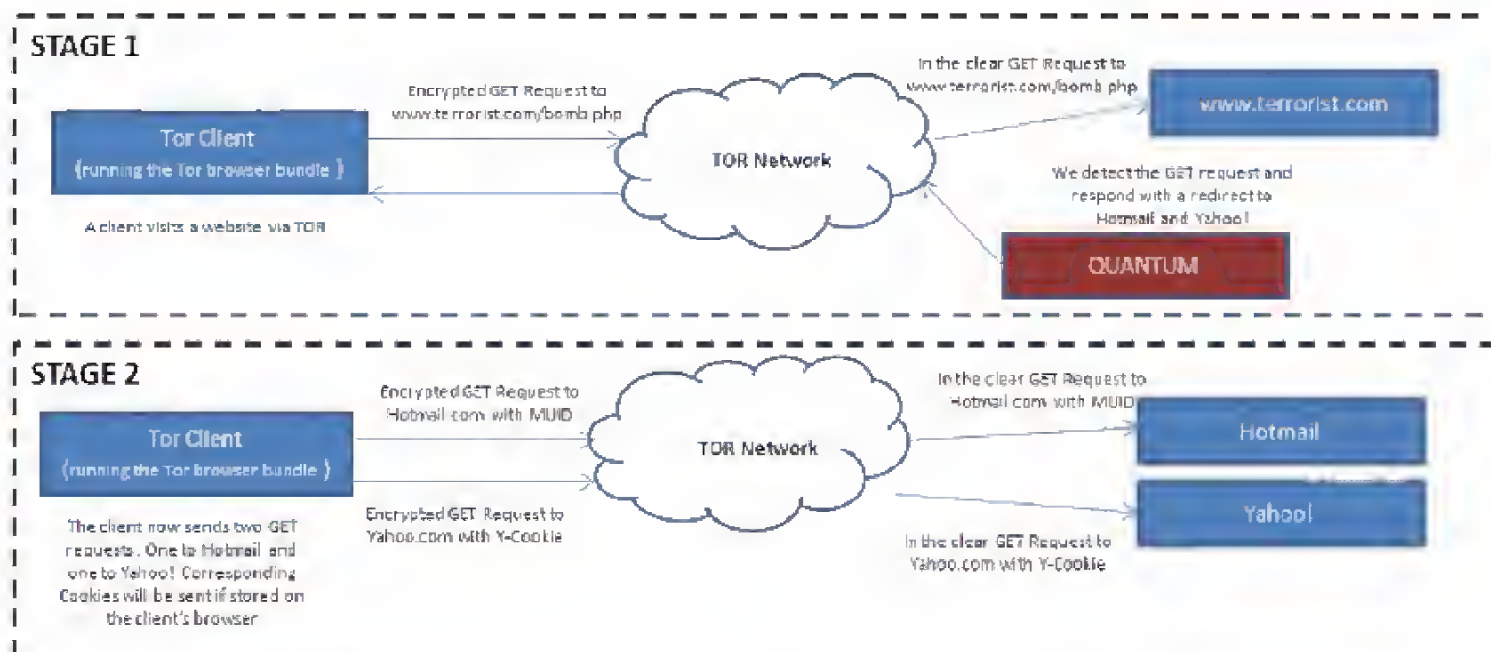 STAGE 1
Encrypted GET Request to
www.terrorist.com/bomb.php
In the clear GET Request to
www.terrorist.com/bomb.php
www.terrorist.com
Tor Client
(running the Tor browser bundle )
TOR Network
We detect the GET request and
respond with a redirect to
Hotmail and Yahoo!
A client visits a website via TOR
QUANTUM
STAGE 2
Encrypted GET Request to
Hotmail.com with MUID
In the clear GET Request to
Hotmail.com with MUID
Tor Client
(running the Tor browser bundle )
TOR Network
Hotmail
Yahoo!
The client now sends two GET
requests. One to Hotmail and
one to Yahoo! Corresponding
Cookies will be sent if stored on
the client's browser
Encrypted GET Request to
Yahoo.com with Y-Cookie
In the clear GET Request to
Yahoo.com with Y-Cookie